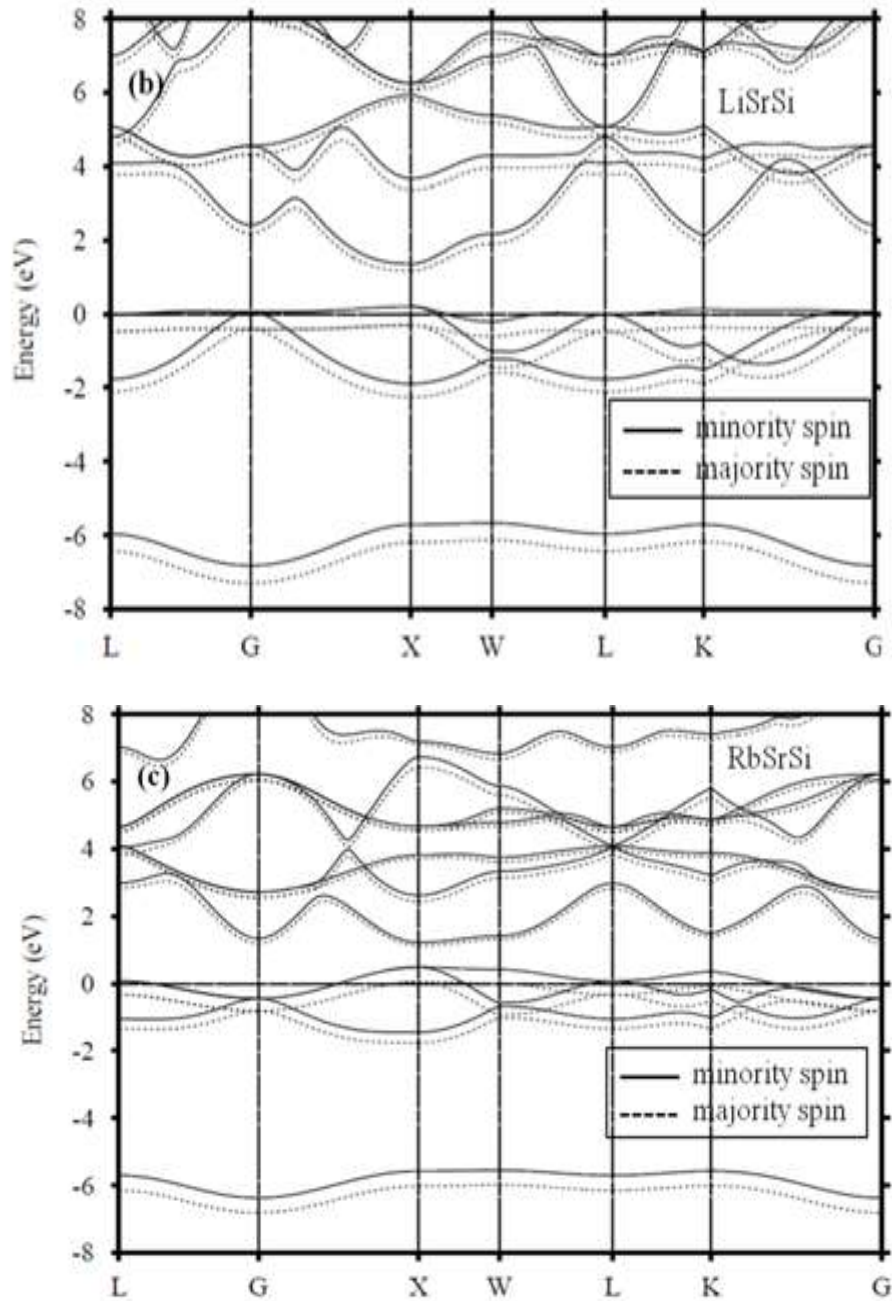 8
6
4
2
0
-2
-4
-6
-8
Energy (eV)
(b)
LiSrSi
minority spin
majority spin
L G X W L K G
8
6
4
2
0
-2
-4
-6
-8
Energy (eV)
(c)
RbSrSi
minority spin
majority spin
L G X W L K G